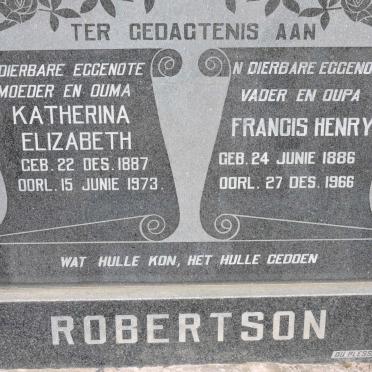 TER GEDAGTENIS AAN
DIERBARE EGGENOTE
MOEDER EN OUMA
KATHERINA
ELIZABETH
GEB. 22 DES. 1887
OORL. 15 JUNIE 1973.
'N DIERBARE EGGENO
VADER EN OUPA
FRANCIS HENRY
GEB. 24 JUNIE 1886
OORL. 27 DES. 1966
WAT HULLE KON, HET HULLE GEDOEN
ROBERTSON
DU PLESS